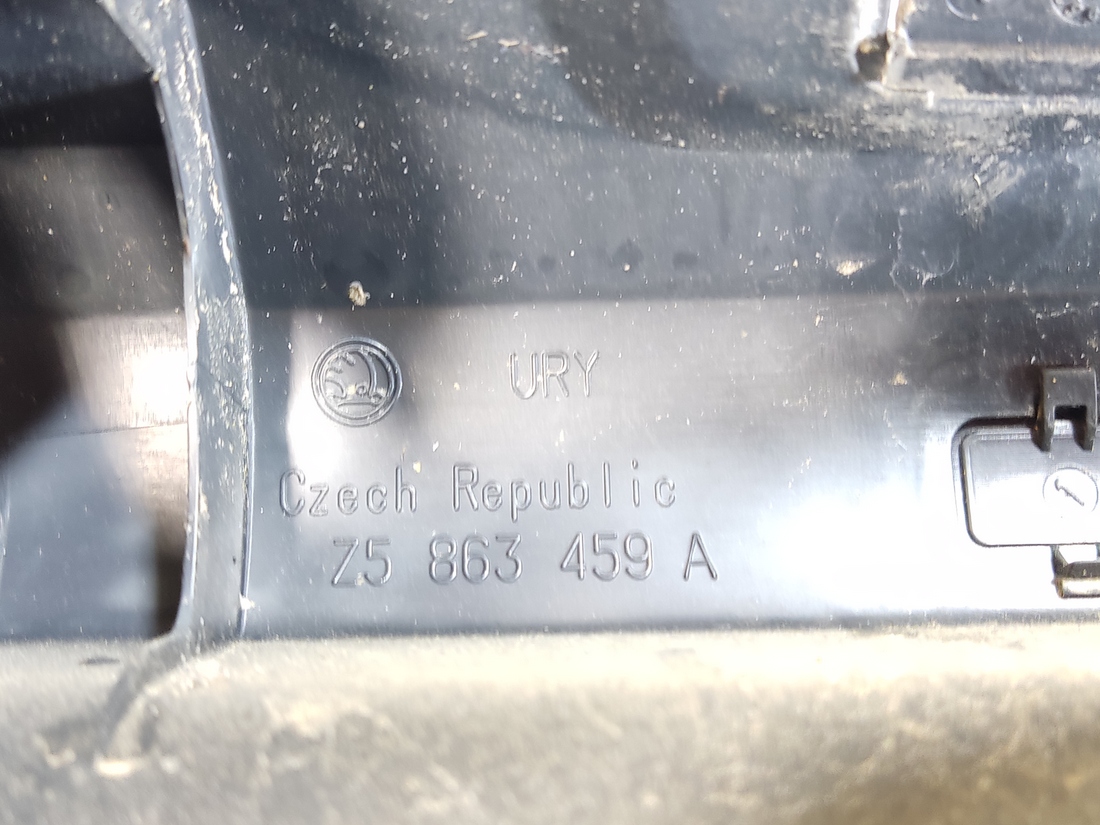 URY
Czech Republic
Z5 863 459 A